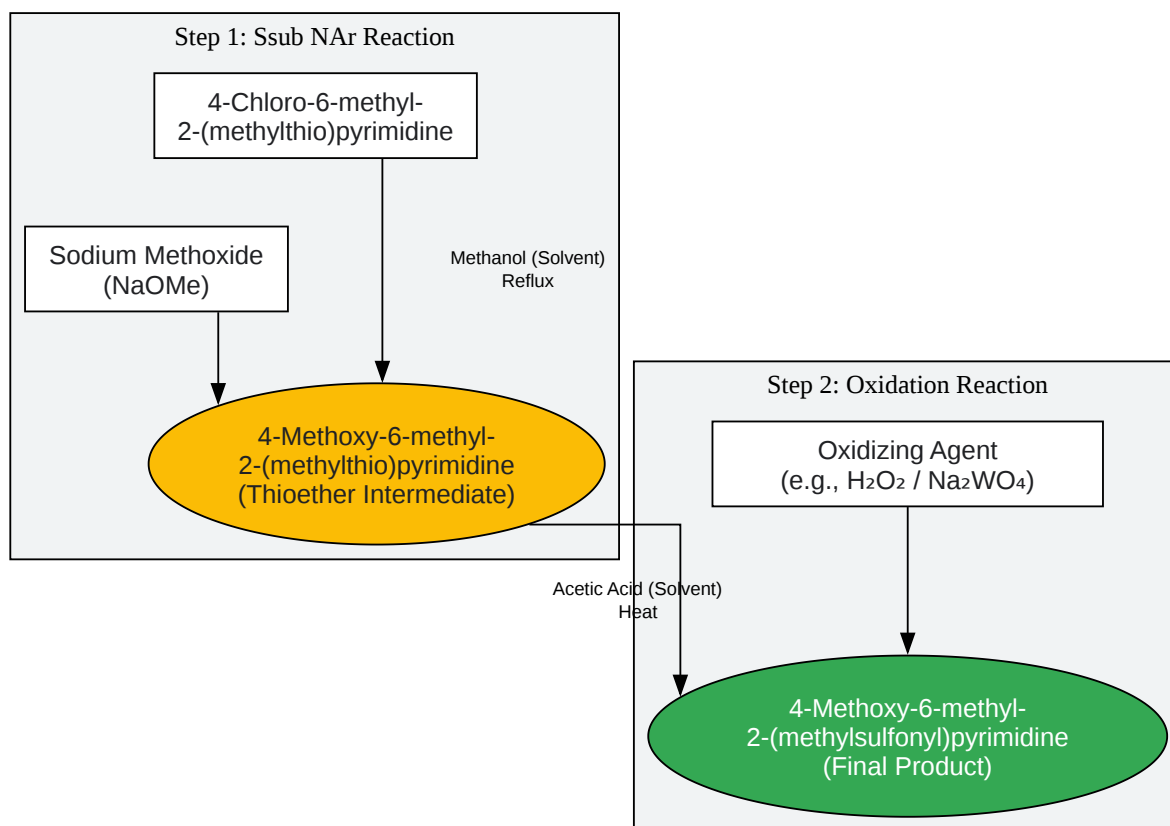 Step 1: Ssub NAr Reaction
4-Chloro-6-methyl-
2-(methylthio)pyrimidine
Sodium Methoxide
(NaOMe)
Methanol (Solvent)
Reflux
4-Methoxy-6-methyl-
2-(methylthio)pyrimidine
(Thioether Intermediate)
Step 2: Oxidation Reaction
Oxidizing Agent
(e.g., H₂O₂ / Na₂WO₄)
Acetic Acid (Solvent)
Heat
4-Methoxy-6-methyl-
2-(methylsulfonyl)pyrimidine
(Final Product)